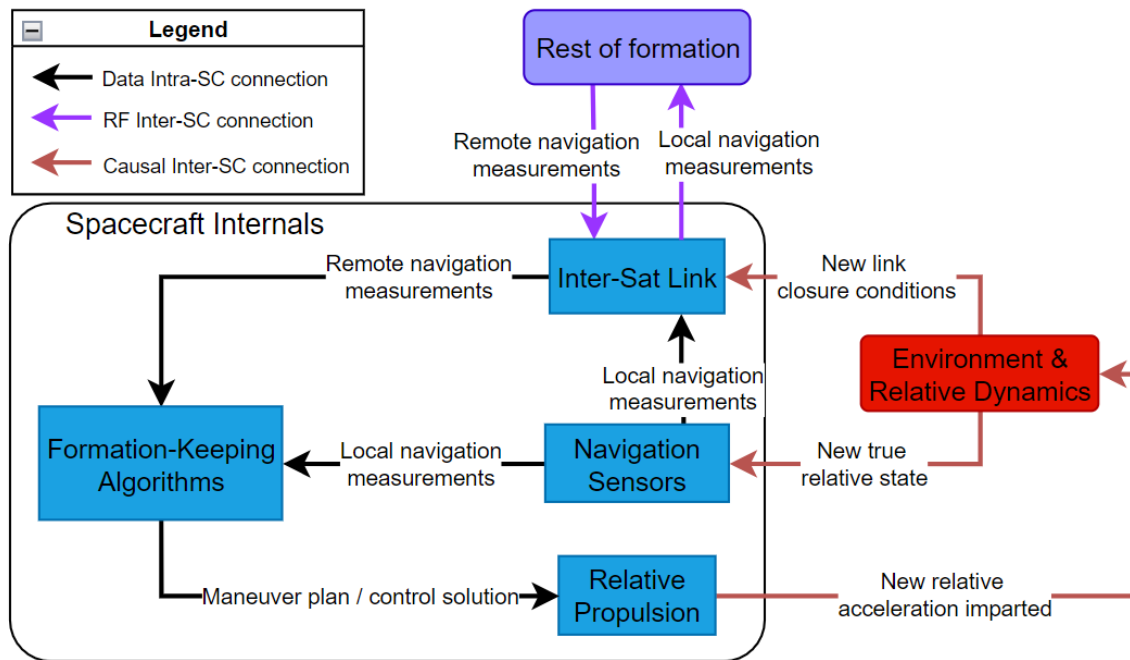 Legend
Data Intra-SC connection
RF Inter-SC connection
Causal Inter-SC connection
Rest of formation
Remote navigation
measurements
Local navigation
measurements
Spacecraft Internals
Remote navigation
measurements
Inter-Sat Link
New link
closure conditions
Environment &
Relative Dynamics
Local navigation
measurements
Formation-Keeping
Algorithms
Local navigation
measurements
Navigation
Sensors
New true
relative state
Maneuver plan / control solution
Relative
Propulsion
New relative
acceleration imparted